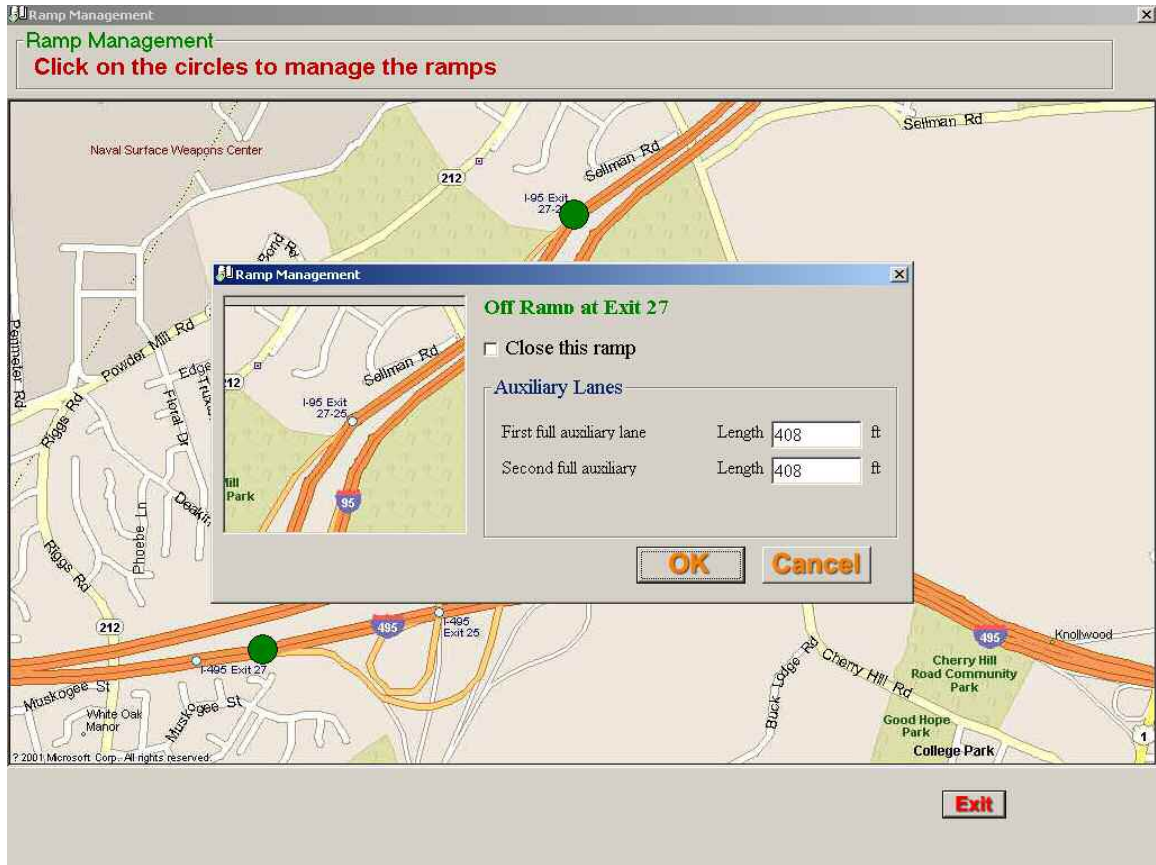 Ramp Management
Ramp Management
Click on the circles to manage the ramps
Sellman Rd
Naval Surface Weapons Center
Sellman Rd
212
I-95 Exit
Bond Rd
Ramp Management
Off Ramp at Exit 27
Close this ramp
Auxiliary Lanes
First full auxiliary lane Length 408 ft
Second full auxiliary Length 408 ft
OK Cancel
Sellman Rd
212
I-95 Exit
27-25
Park
95
Perimeter Rd
Powder Mill Rd
Riggs Rd
Floral Dr
Phoebe Ln
Riggs Rd
212
495
I-495
Exit 25
I-495 Exit 27
Muskogee St
Muskogee St
White Oak
Manor
495
Knollwood
Buck Lodge Rd
Cherry Hill Rd
Cherry Hill
Road Community
Park
Good Hope
Park
College Park
1
? 2001 Microsoft Corp. All rights reserved.
Exit